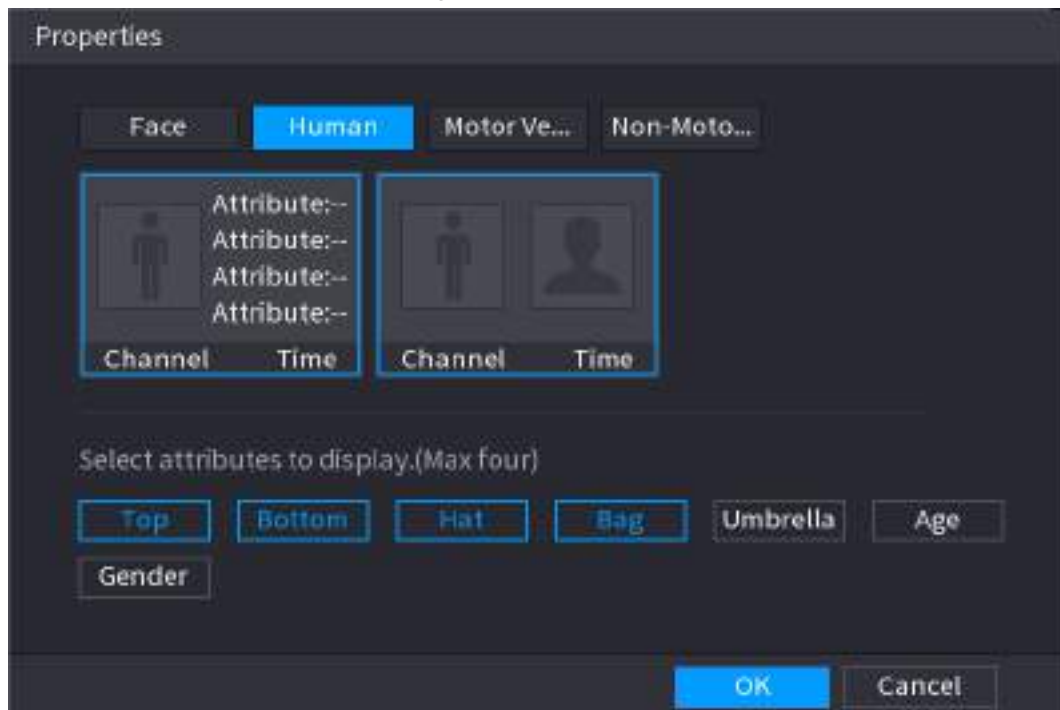 Properties
Face Human Motor Ve... Non-Moto...
Attribute:--
Attribute:--
Attribute:--
Attribute:--
Channel Time Channel Time
Select attributes to display.(Max four)
Top Bottom Hat Bag Umbrella Age
Gender
OK Cancel